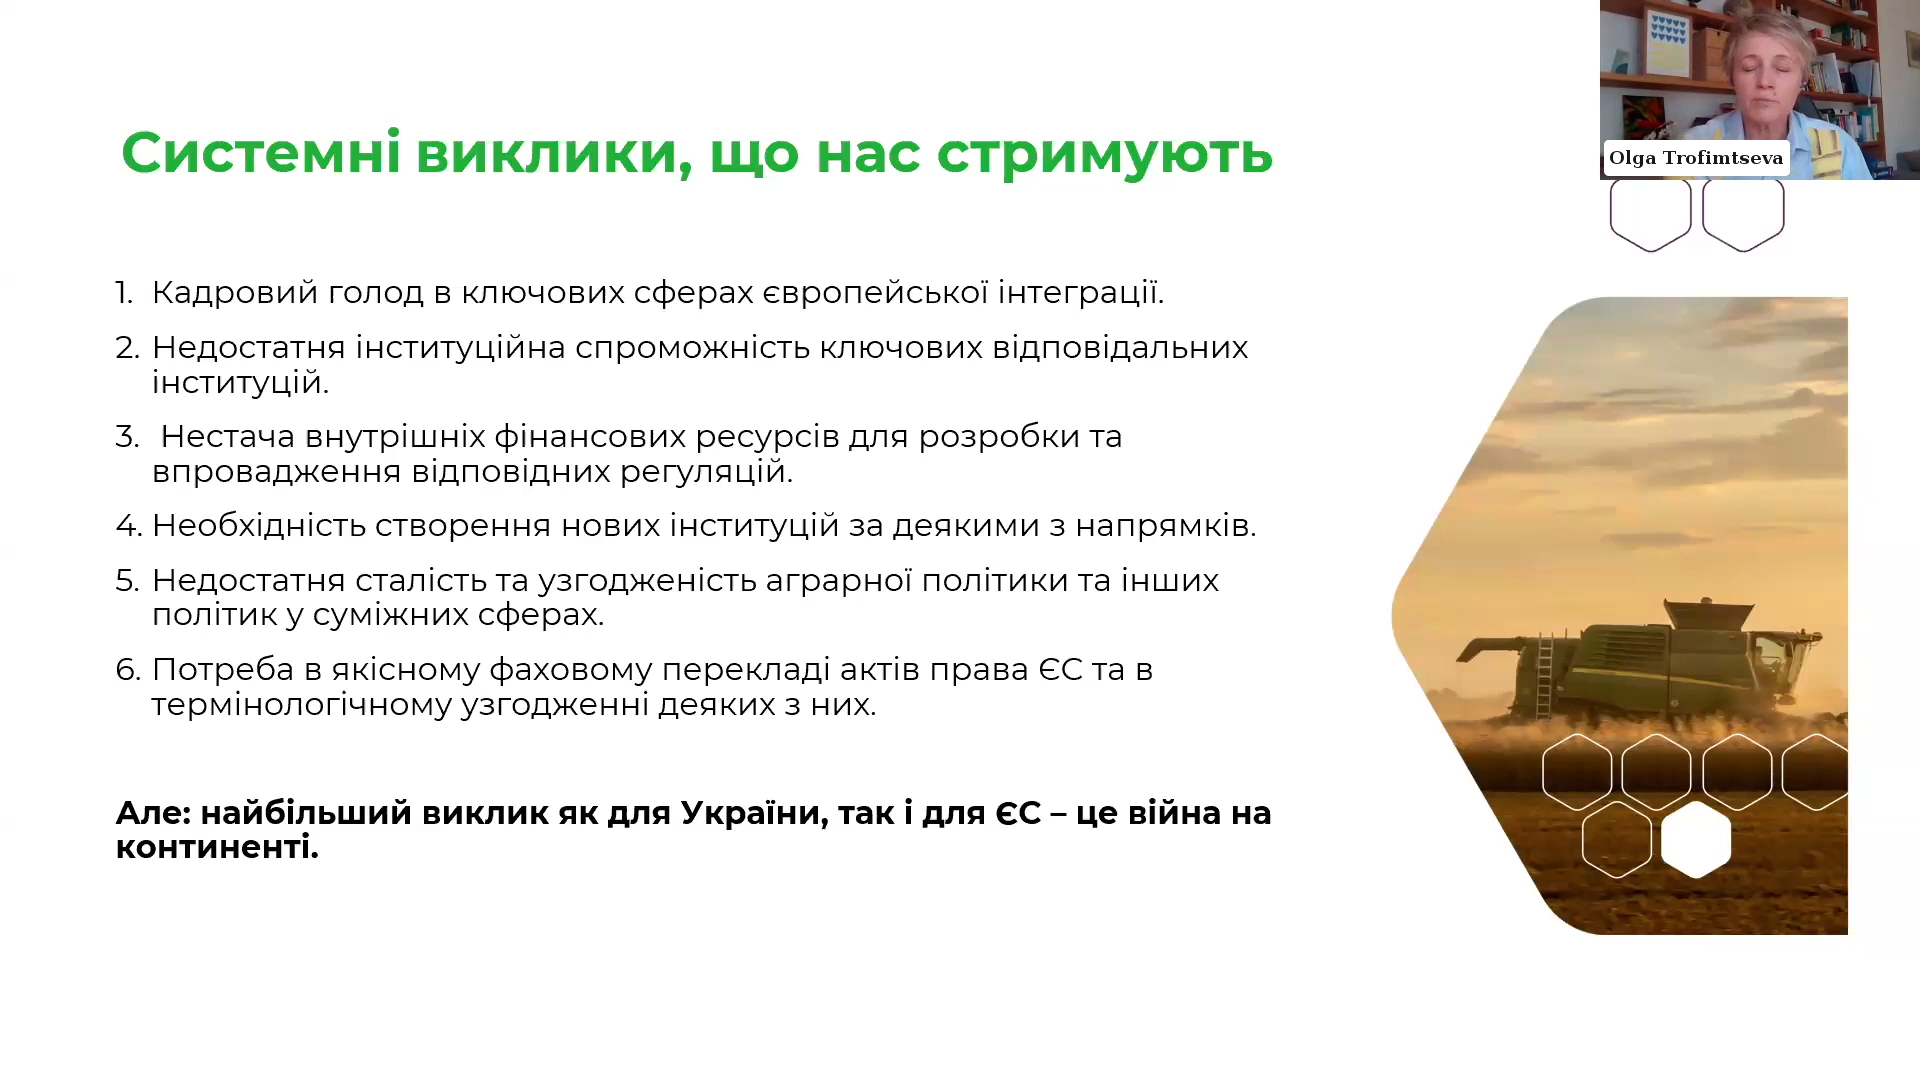 Olga Trofimtseva
Системні виклики, що нас стримують
1. Кадровий голод в ключових сферах європейської інтеграції.
2. Недостатня інституційна спроможність ключових відповідальних
інституцій.
3. Нестача внутрішніх фінансових ресурсів для розробки та
впровадження відповідних регуляцій.
4. Необхідність створення нових інституцій за деякими з напрямків.
5. Недостатня сталість та узгодженість аграрної політики та інших
політик у суміжних сферах.
6. Потреба в якісному фаховому перекладі актів права ЄС та в
термінологічному узгодженні деяких з них.
Але: найбільший виклик як для України, так і для ЄС – це війна на
континенті.